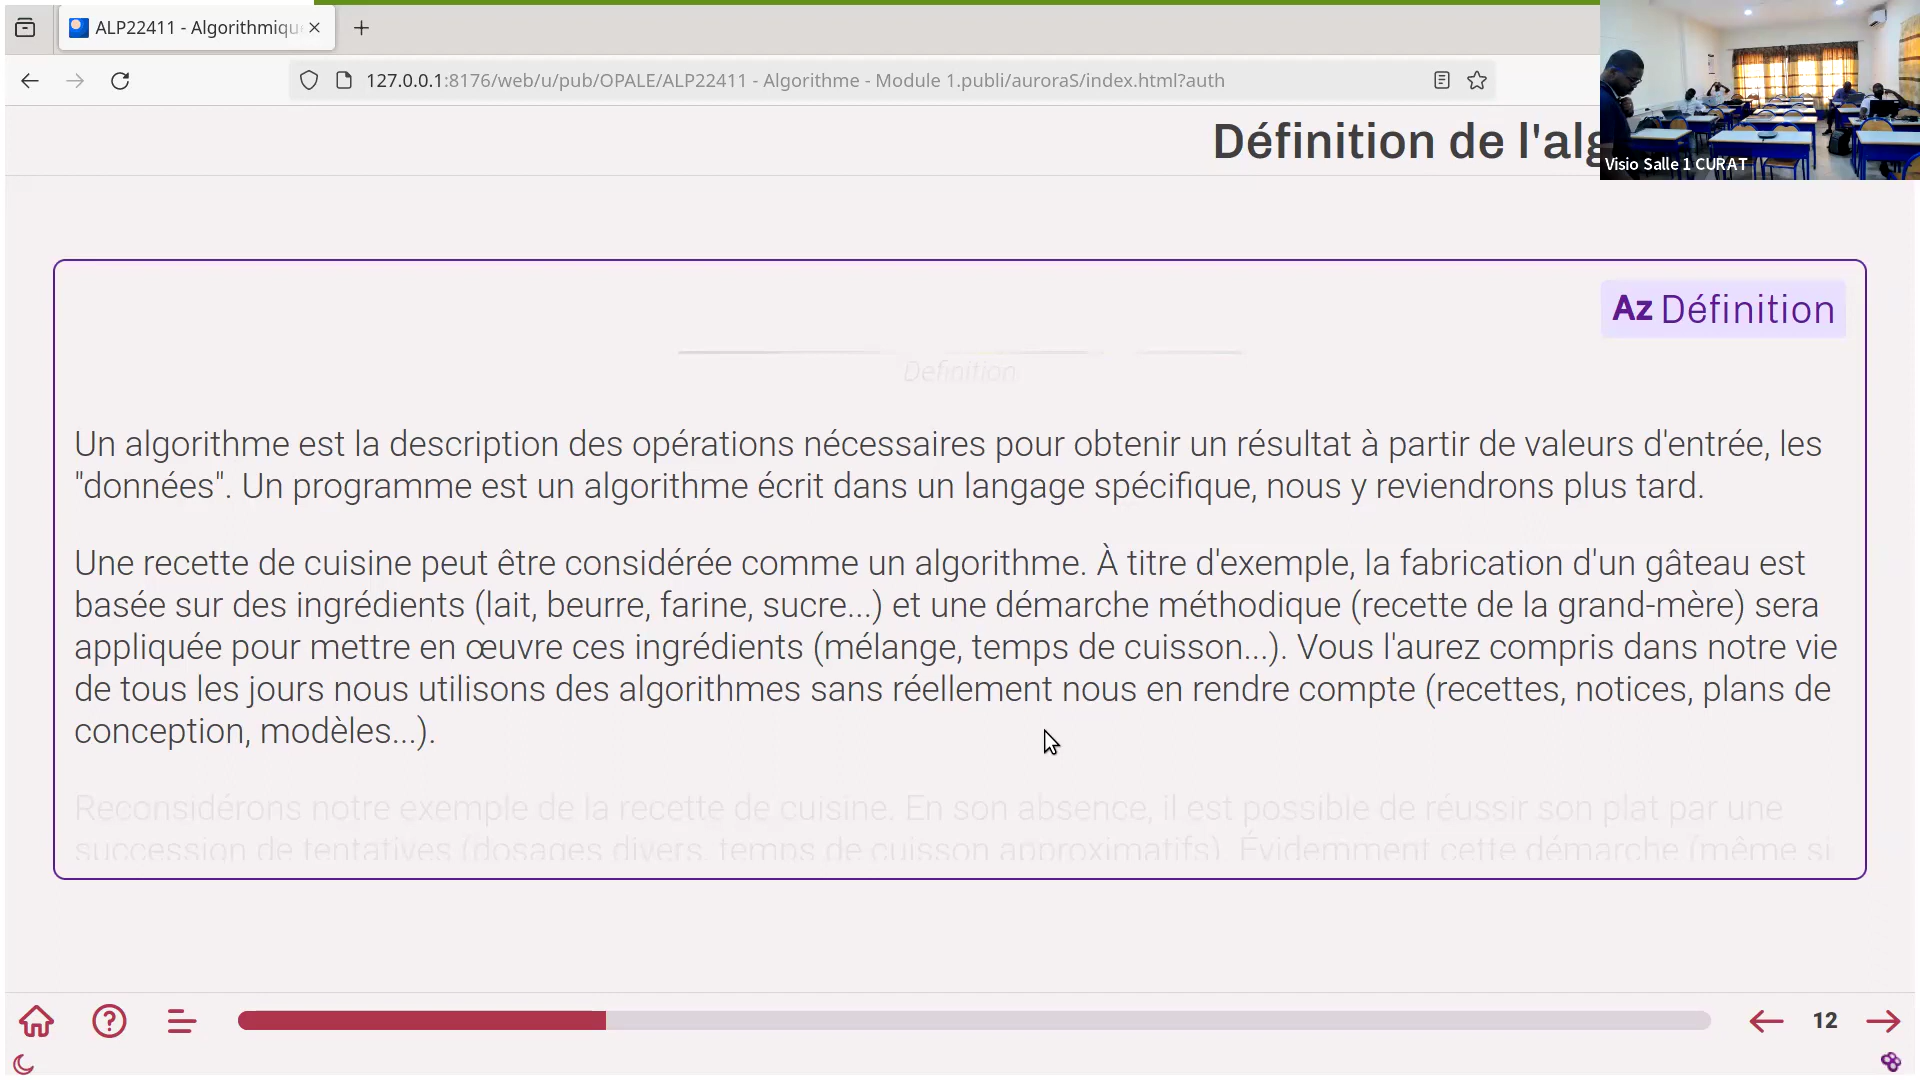 ALP22411 - Algorithmiqu
127.0.0.1:8176/web/u/pub/OPALE/ALP22411 - Algorithme - Module 1.publi/auroraS/index.html?auth
Définition de l'alg
Visio Salle 1 CURAT
Az Définition
Definition
Un algorithme est la description des opérations nécessaires pour obtenir un résultat à partir de valeurs d'entrée, les
"données". Un programme est un algorithme écrit dans un langage spécifique, nous y reviendrons plus tard.
Une recette de cuisine peut être considérée comme un algorithme. À titre d'exemple, la fabrication d'un gâteau est
basée sur des ingrédients (lait, beurre, farine, sucre...) et une démarche méthodique (recette de la grand-mère) sera
appliquée pour mettre en œuvre ces ingrédients (mélange, temps de cuisson...). Vous l'aurez compris dans notre vie
de tous les jours nous utilisons des algorithmes sans réellement nous en rendre compte (recettes, notices, plans de
conception, modèles...).
Reconsidérons notre exemple de la recette de cuisine. En son absence, il est possible de réussir son plat par une
succession de tentatives (dosages divers, temps de cuisson approximatifs). Évidemment cette démarche (même si
12